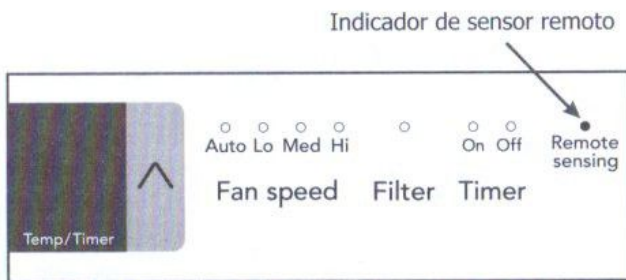 Indicador de sensor remoto
Auto Lo Med Hi
On Off
Remote
sensing
Fan speed
Filter
Timer
Temp/Timer